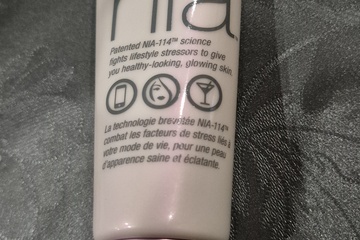 nia
Patented NIA-114™ science
fights lifestyle stressors to give
you healthy-looking, glowing skin.
La technologie brevetée NIA-114™
combat les facteurs de stress liés à
votre mode de vie, pour une peau
d'apparence saine et éclatante.